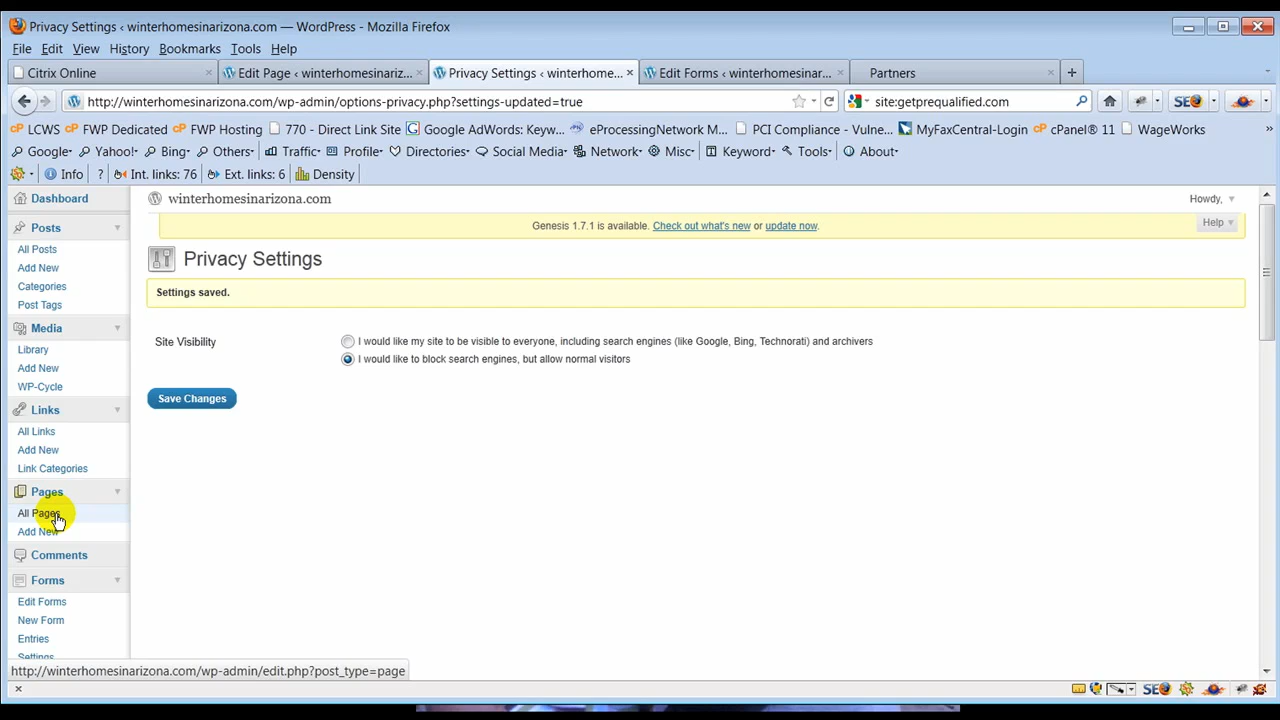 Privacy Settings ‹ winterhomesinarizona.com — WordPress - Mozilla Firefox
File Edit View History Bookmarks Tools Help
Citrix Online × Edit Page ‹ winterhomesinariz... × Privacy Settings ‹ winterhome... × Edit Forms ‹ winterhomesinar... × Partners × +
http://winterhomesinarizona.com/wp-admin/options-privacy.php?settings-updated=true site:getprequalified.com SEO
LCWS FWP Dedicated FWP Hosting 770 - Direct Link Site Google AdWords: Keyw... eProcessingNetwork M... PCI Compliance - Vulne... MyFaxCentral-Login cPanel® 11 WageWorks »
Google Yahoo! Bing Others Traffic Profile Directories Social Media Network Misc Keyword Tools About
Info ? Int. links: 76 Ext. links: 6 Density
Dashboard
winterhomesinarizona.com Howdy,
Genesis 1.7.1 is available. Check out what's new or update now.
Help
Posts
All Posts
Add New
Categories
Post Tags
Privacy Settings
Settings saved.
Media
Library
Add New
WP-Cycle
Site Visibility
I would like my site to be visible to everyone, including search engines (like Google, Bing, Technorati) and archivers
I would like to block search engines, but allow normal visitors
Save Changes
Links
All Links
Add New
Link Categories
Pages
All Pages
Add New
Comments
Forms
Edit Forms
New Form
Entries
Settings
http://winterhomesinarizona.com/wp-admin/edit.php?post_type=page
× SEO